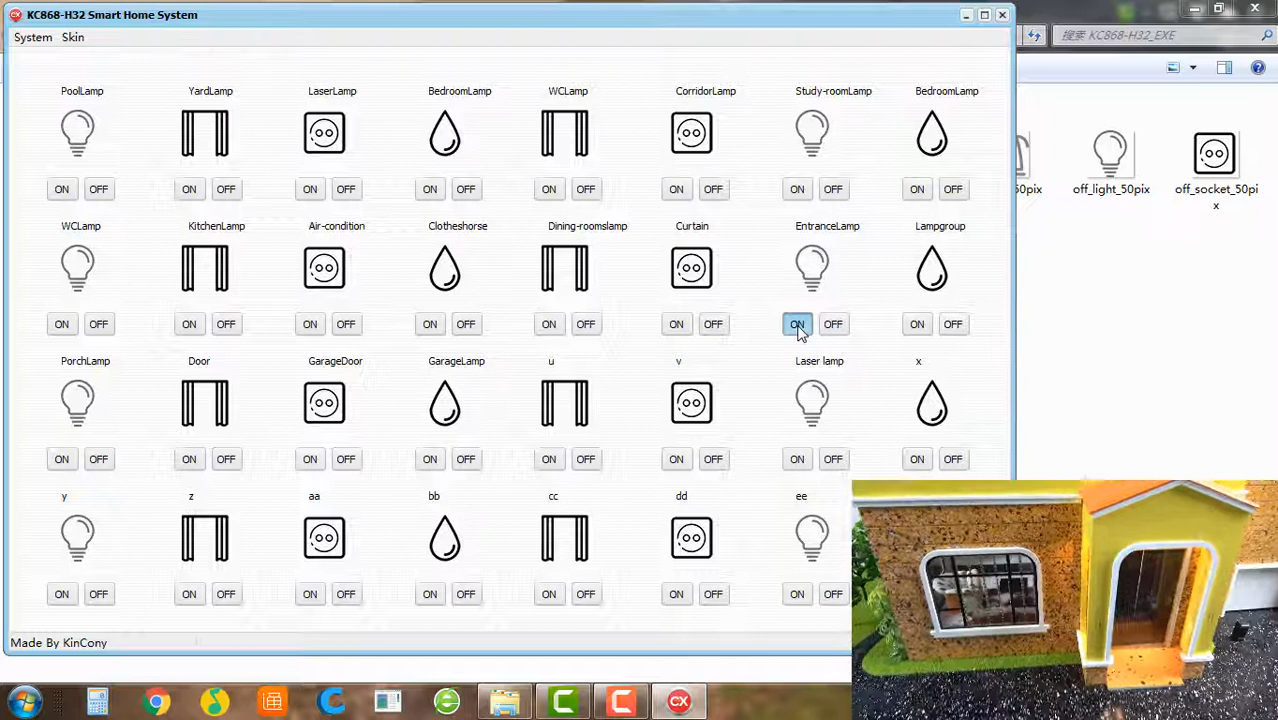 KC868-H32 Smart Home System
搜索 KC868-H32_EXE
System Skin
PoolLamp YardLamp LaserLamp BedroomLamp WCLamp CorridorLamp Study-roomLamp BedroomLamp
ON OFF ON OFF ON OFF ON OFF ON OFF ON OFF ON OFF ON OFF
50pix off_light_50pix off_socket_50pi
x
WCLamp KitchenLamp Air-condition Clotheshorse Dining-roomslamp Curtain EntranceLamp Lampgroup
ON OFF ON OFF ON OFF ON OFF ON OFF ON OFF ON OFF ON OFF
PorchLamp Door GarageDoor GarageLamp u v Laser lamp x
ON OFF ON OFF ON OFF ON OFF ON OFF ON OFF ON OFF ON OFF
y z aa bb cc dd ee
ON OFF ON OFF ON OFF ON OFF ON OFF ON OFF ON OFF
Made By KinCony